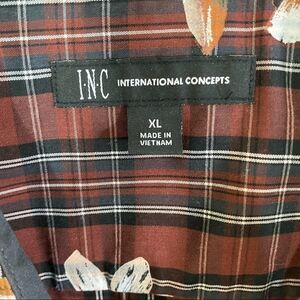 I.N.C INTERNATIONAL CONCEPTS
XL
MADE IN
VIETNAM